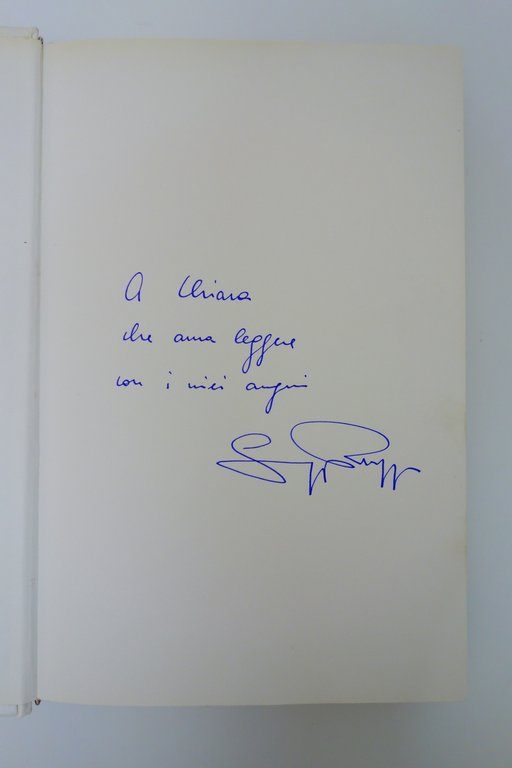 A Chiara
che ama leggere
con i miei auguri